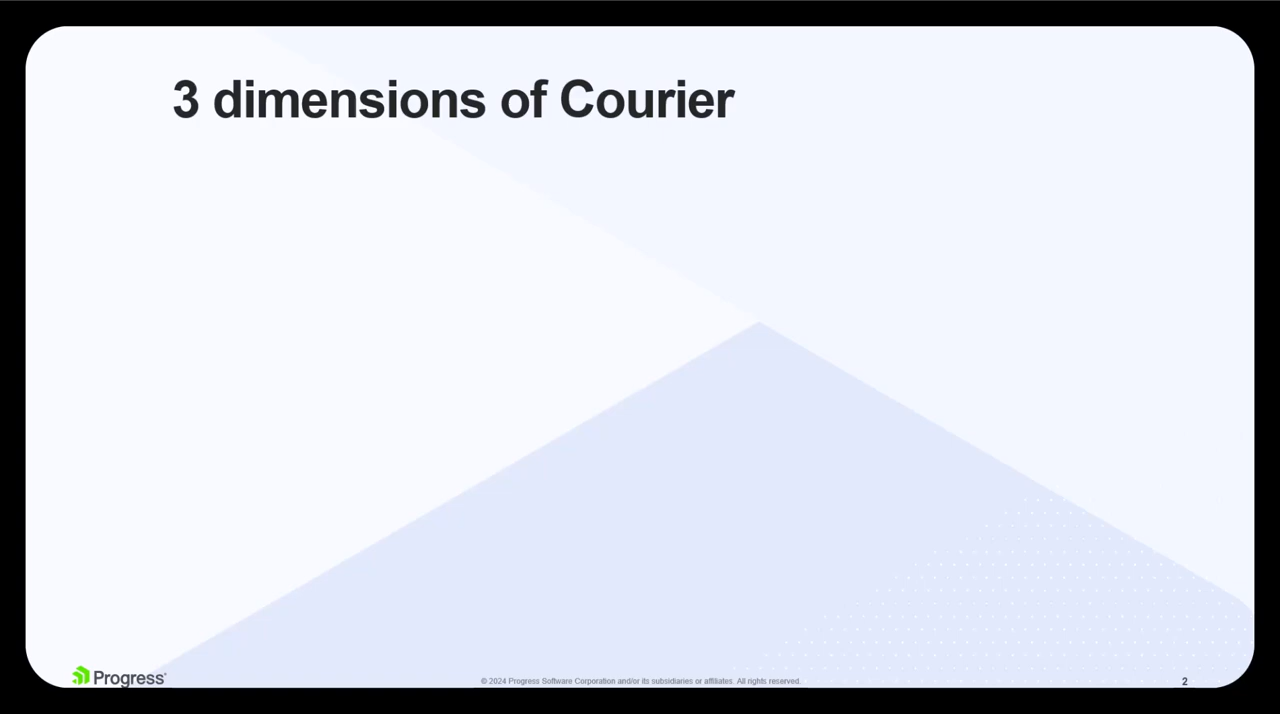 3 dimensions of Courier
Progress®
© 2024 Progress Software Corporation and/or its subsidiaries or affiliates. All rights reserved.
2